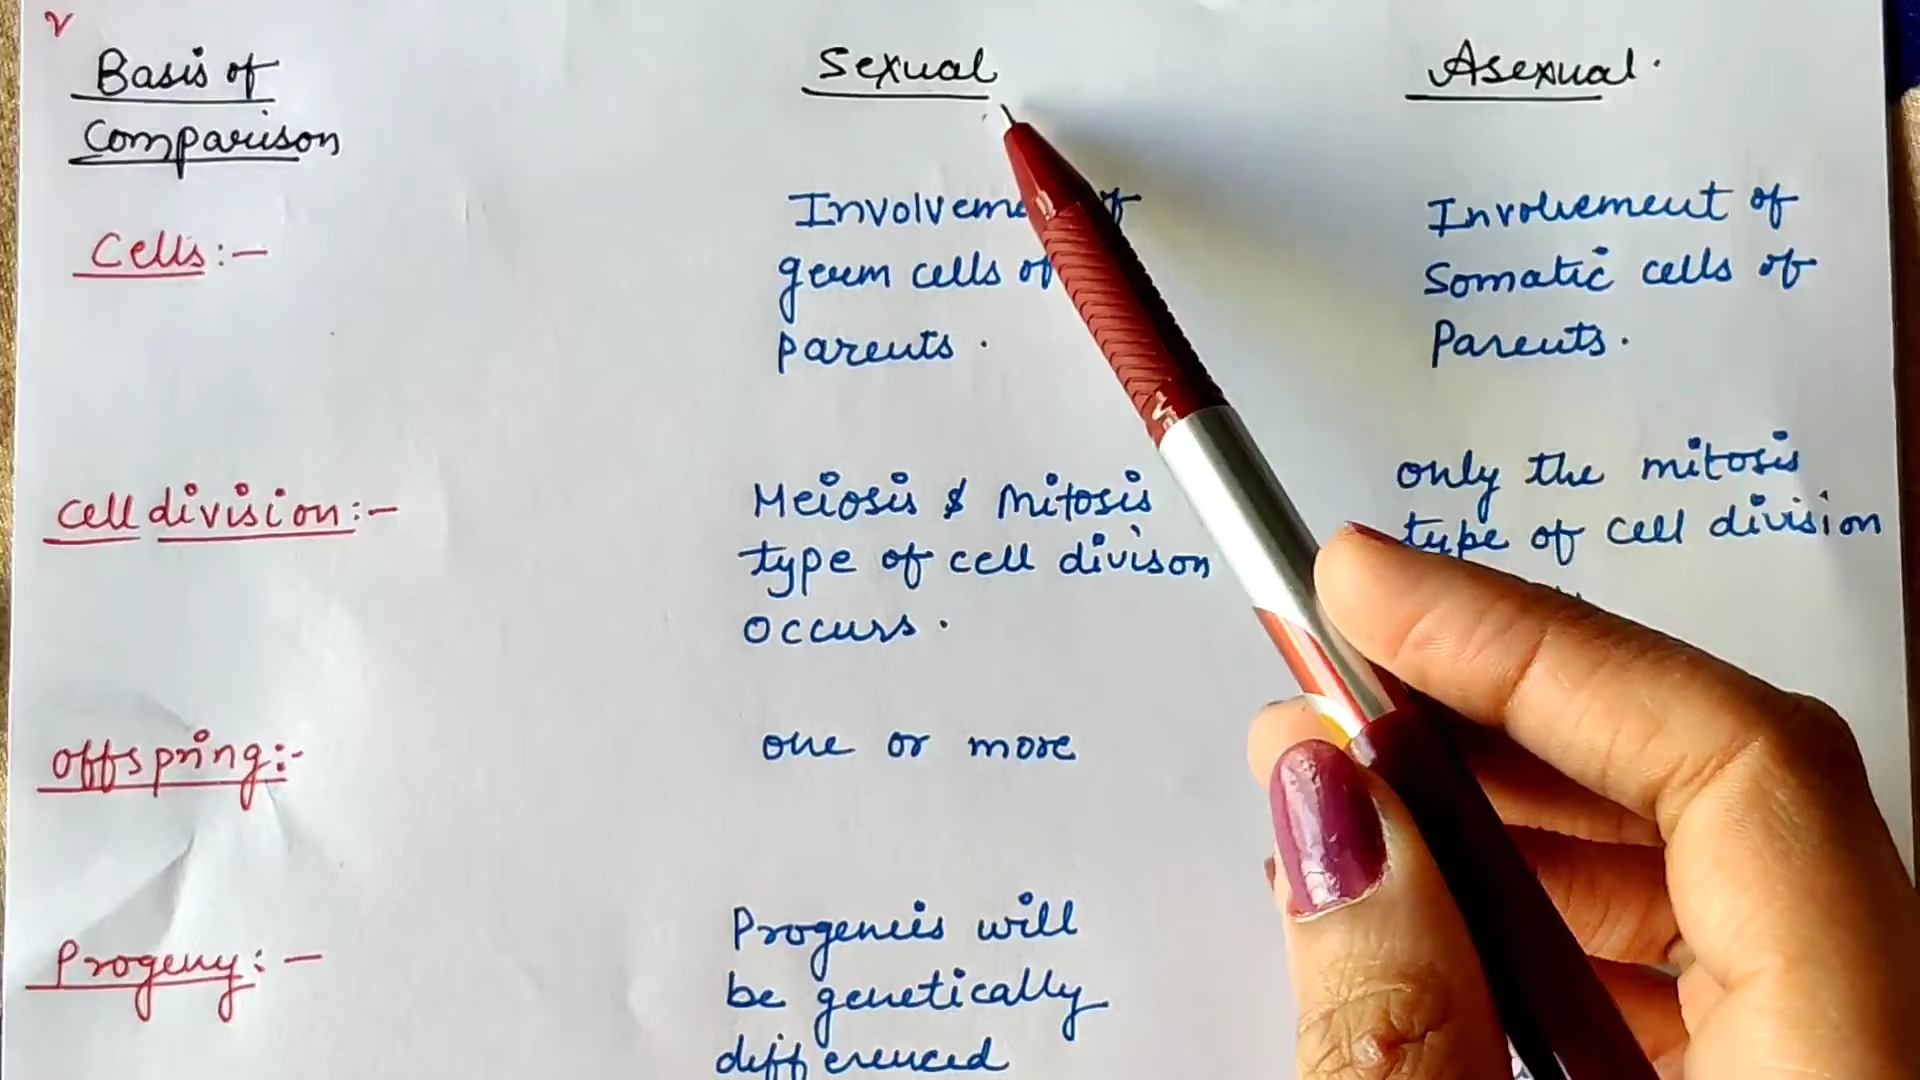 Basis of
Comparison
Sexual
Asexual.
Cells:-
Involvement of
germ cells of
parents.
Involvement of
Somatic cells of
Parents.
Cell division:-
Meiosis & Mitosis
type of cell divison
occurs.
only the mitosis
type of cell division
offspring:-
one or more
Progeny:-
Progenies will
be genetically
differenced